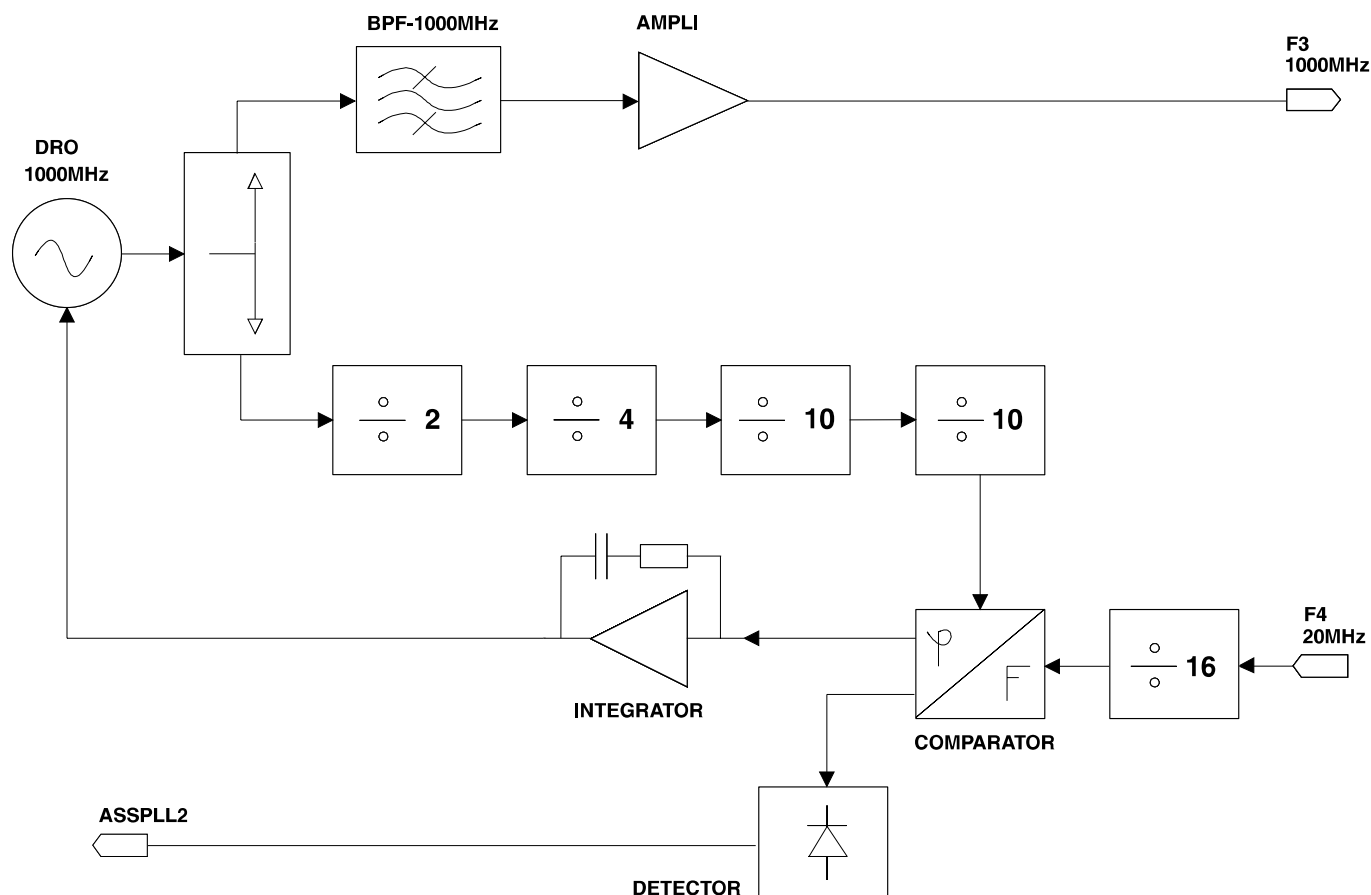 BPF-1000MHz
AMPLI
F3
1000MHz
DRO
1000MHz
÷ 2
÷ 4
÷ 10
÷ 10
φ
F
÷ 16
F4
20MHz
INTEGRATOR
COMPARATOR
ASSPLL2
DETECTOR